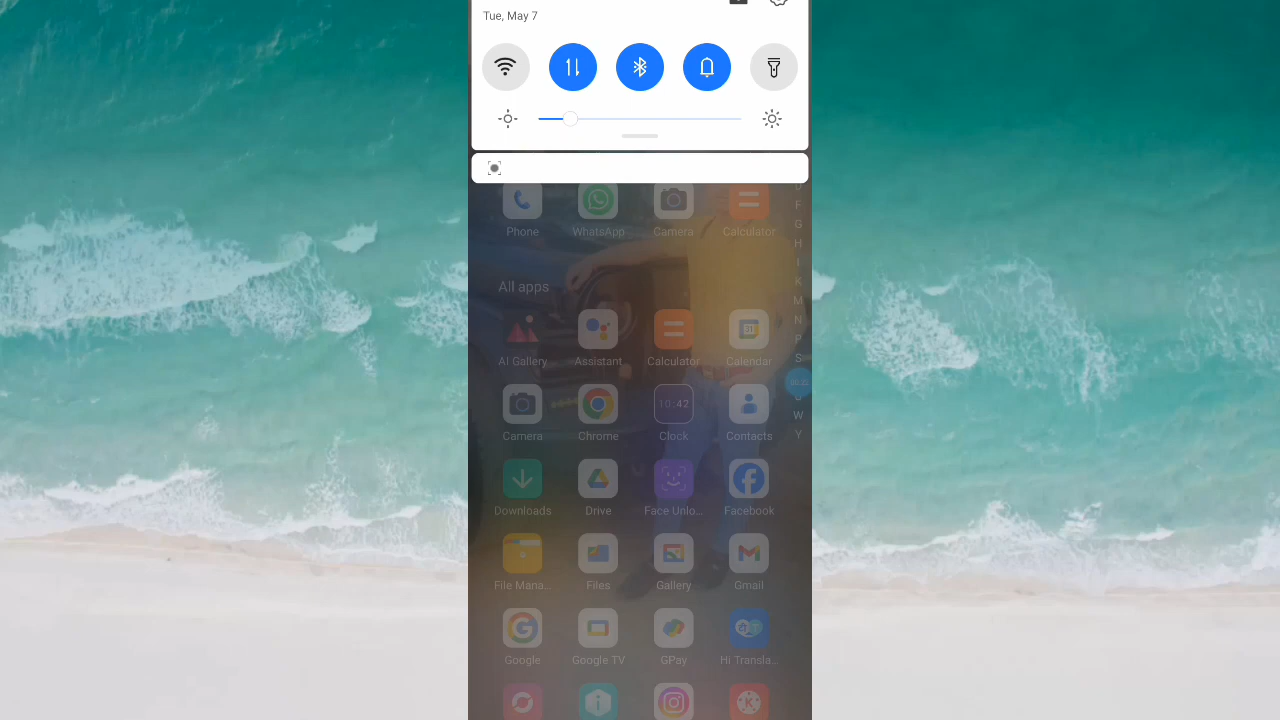 Tue, May 7
Phone WhatsApp Camera Calculator
F
G
H
I
All apps
K
M
N
P
S
AI Gallery Assistant Calculator Calendar
10:42
W
Y
Camera Chrome Clock Contacts
Downloads Drive Face Unlo... Facebook
File Mana... Files Gallery Gmail
Google Google TV GPay Hi Transla...